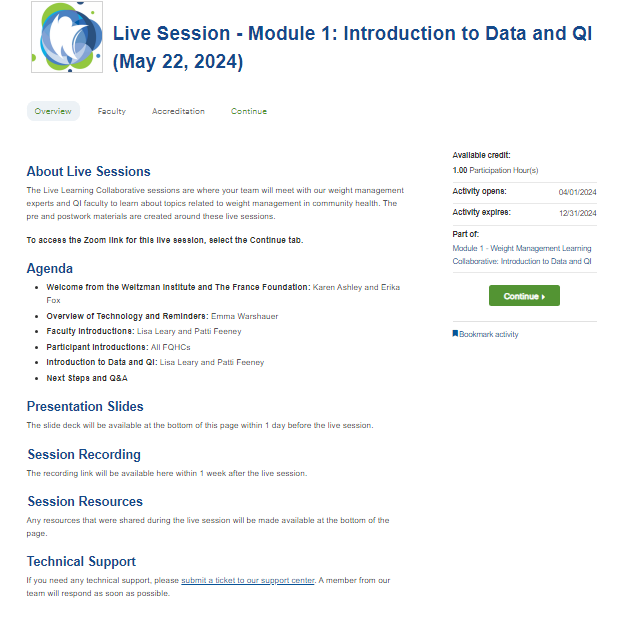 Live Session - Module 1: Introduction to Data and QI
(May 22, 2024)
Overview
Faculty
Accreditation
Continue
About Live Sessions
The Live Learning Collaborative sessions are where your team will meet with our weight management
experts and QI faculty to learn about topics related to weight management in community health. The
pre and postwork materials are created around these live sessions.
To access the Zoom link for this live session, select the Continue tab.
Agenda
• Welcome from the Weitzman Institute and The France Foundation: Karen Ashley and Erika
Fox
• Overview of Technology and Reminders: Emma Warshauer
• Faculty Introductions: Lisa Leary and Patti Feeney
• Participant Introductions: All FQHCs
• Introduction to Data and QI: Lisa Leary and Patti Feeney
• Next Steps and Q&A
Presentation Slides
The slide deck will be available at the bottom of this page within 1 day before the live session.
Session Recording
The recording link will be available here within 1 week after the live session.
Session Resources
Any resources that were shared during the live session will be made available at the bottom of the
page.
Technical Support
If you need any technical support, please submit a ticket to our support center. A member from our
team will respond as soon as possible.
Available credit:
1.00 Participation Hour(s)
Activity opens: 04/01/2024
Activity expires: 12/31/2024
Part of:
Module 1 - Weight Management Learning
Collaborative: Introduction to Data and QI
Continue
Bookmark activity